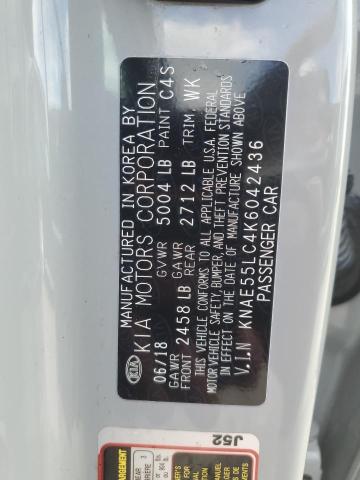 MANUFACTURED IN KOREA BY
KIA MOTORS CORPORATION
KIA
06/18 GVWR 5004 LB PAINT C4S
GAWR FRONT 2458 LB GAWR REAR 2712 LB TRIM: WK
THIS VEHICLE CONFORMS TO ALL APPLICABLE U.S.A. FEDERAL
MOTOR VEHICLE SAFETY, BUMPER, AND THEFT PREVENTION STANDARDS
IN EFFECT ON THE DATE OF MANUFACTURE SHOWN ABOVE
V.I.N KNAE55LC4K6042436
PASSENGER CAR
J52